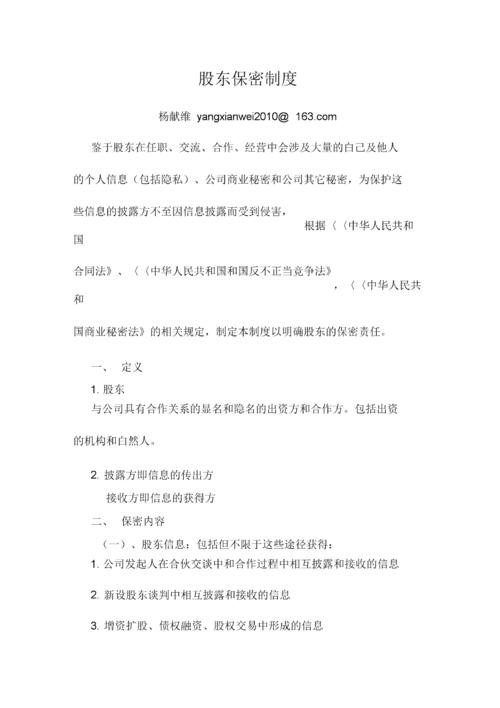 股东保密制度
杨献维 yangxianwei2010@ 163.com
鉴于股东在任职、交流、合作、经营中会涉及大量的白己及他人
的个人信息（包括隐私）、公司商业秘密和公司其它秘密，为保护这
些信息的披露方不至因信息披露而受到侵害，
根据〈〈中华人民共和
国
合同法》、〈〈中华人民共和国和国反不正当竞争法》
，〈〈中华人民共
和
国商业秘密法》的相关规定，制定本制度以明确股东的保密责任。
一、 定义
1. 股东
与公司具有合作关系的显名和隐名的出资方和合作方。包括出资
的机构和白然人。
2. 披露方即信息的传出方
接收方即信息的获得方
二、 保密内容
（一）、股东信息：包括但不限于这些途径获得：
1. 公司发起人在合伙交谈中和合作过程中相互披露和接收的信息
2. 新设股东谈判中相互披露和接收的信息
3. 增资扩股、债权融资、股权交易中形成的信息